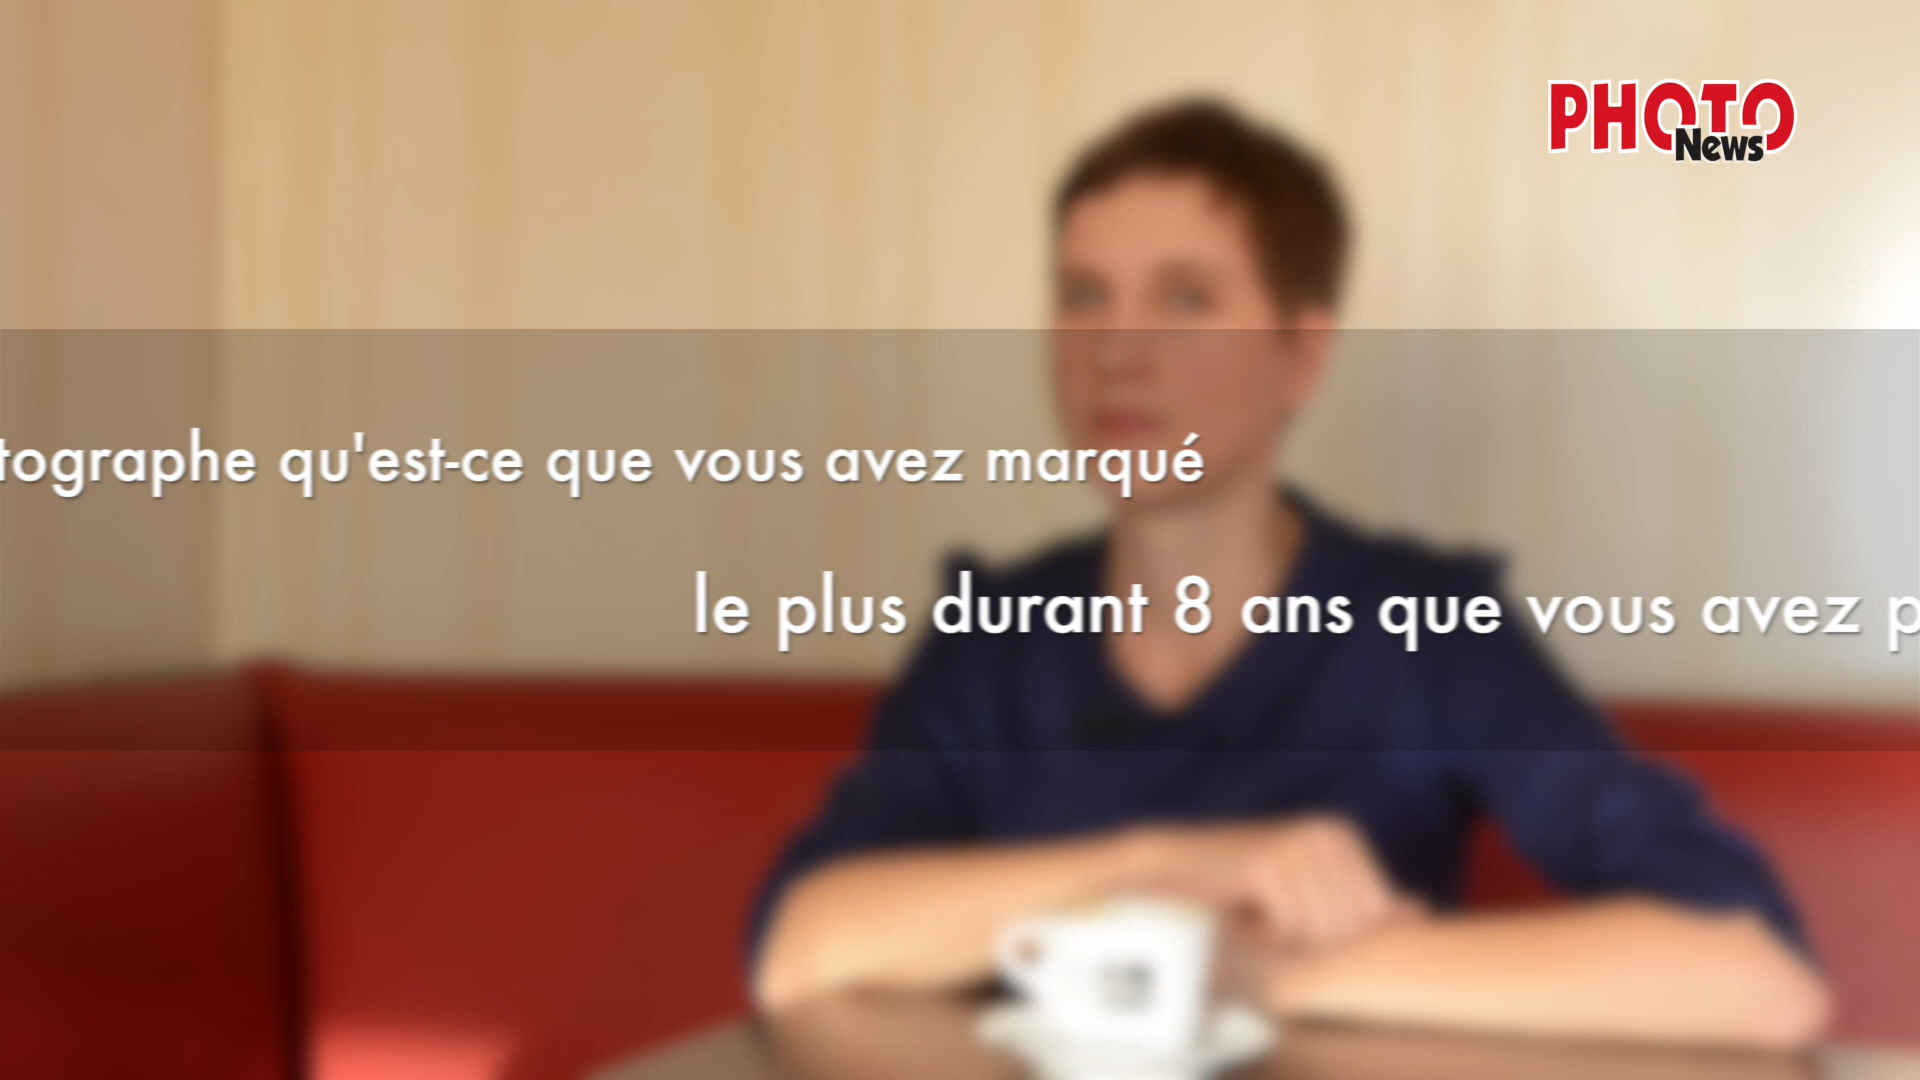 PHOTO
News
tographe qu'est-ce que vous avez marqué
le plus durant 8 ans que vous avez p